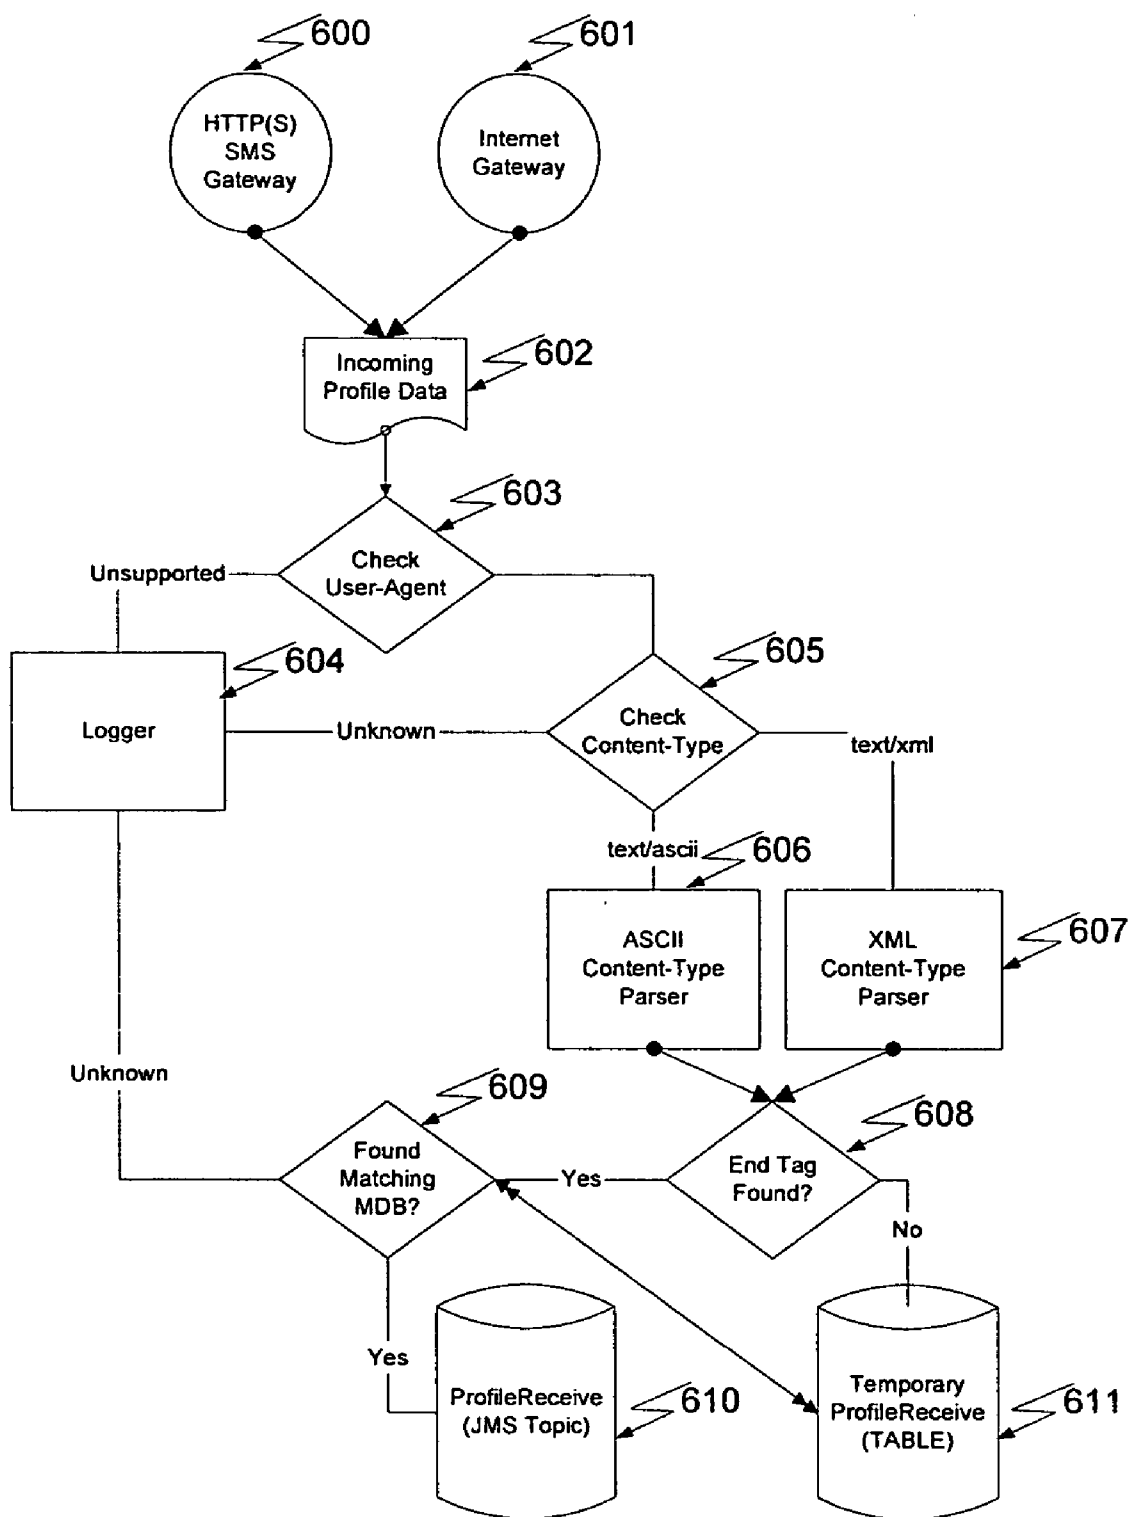 600
601
HTTP(S)
SMS
Gateway
Internet
Gateway
602
Incoming
Profile Data
603
Check
User-Agent
Unsupported
604
605
Logger
Unknown
Check
Content-Type
text/xml
text/ascii
606
ASCII
Content-Type
Parser
XML
Content-Type
Parser
607
Unknown
609
608
Found
Matching
MDB?
Yes
End Tag
Found?
No
Yes
ProfileReceive
(JMS Topic)
610
Temporary
ProfileReceive
(TABLE)
611